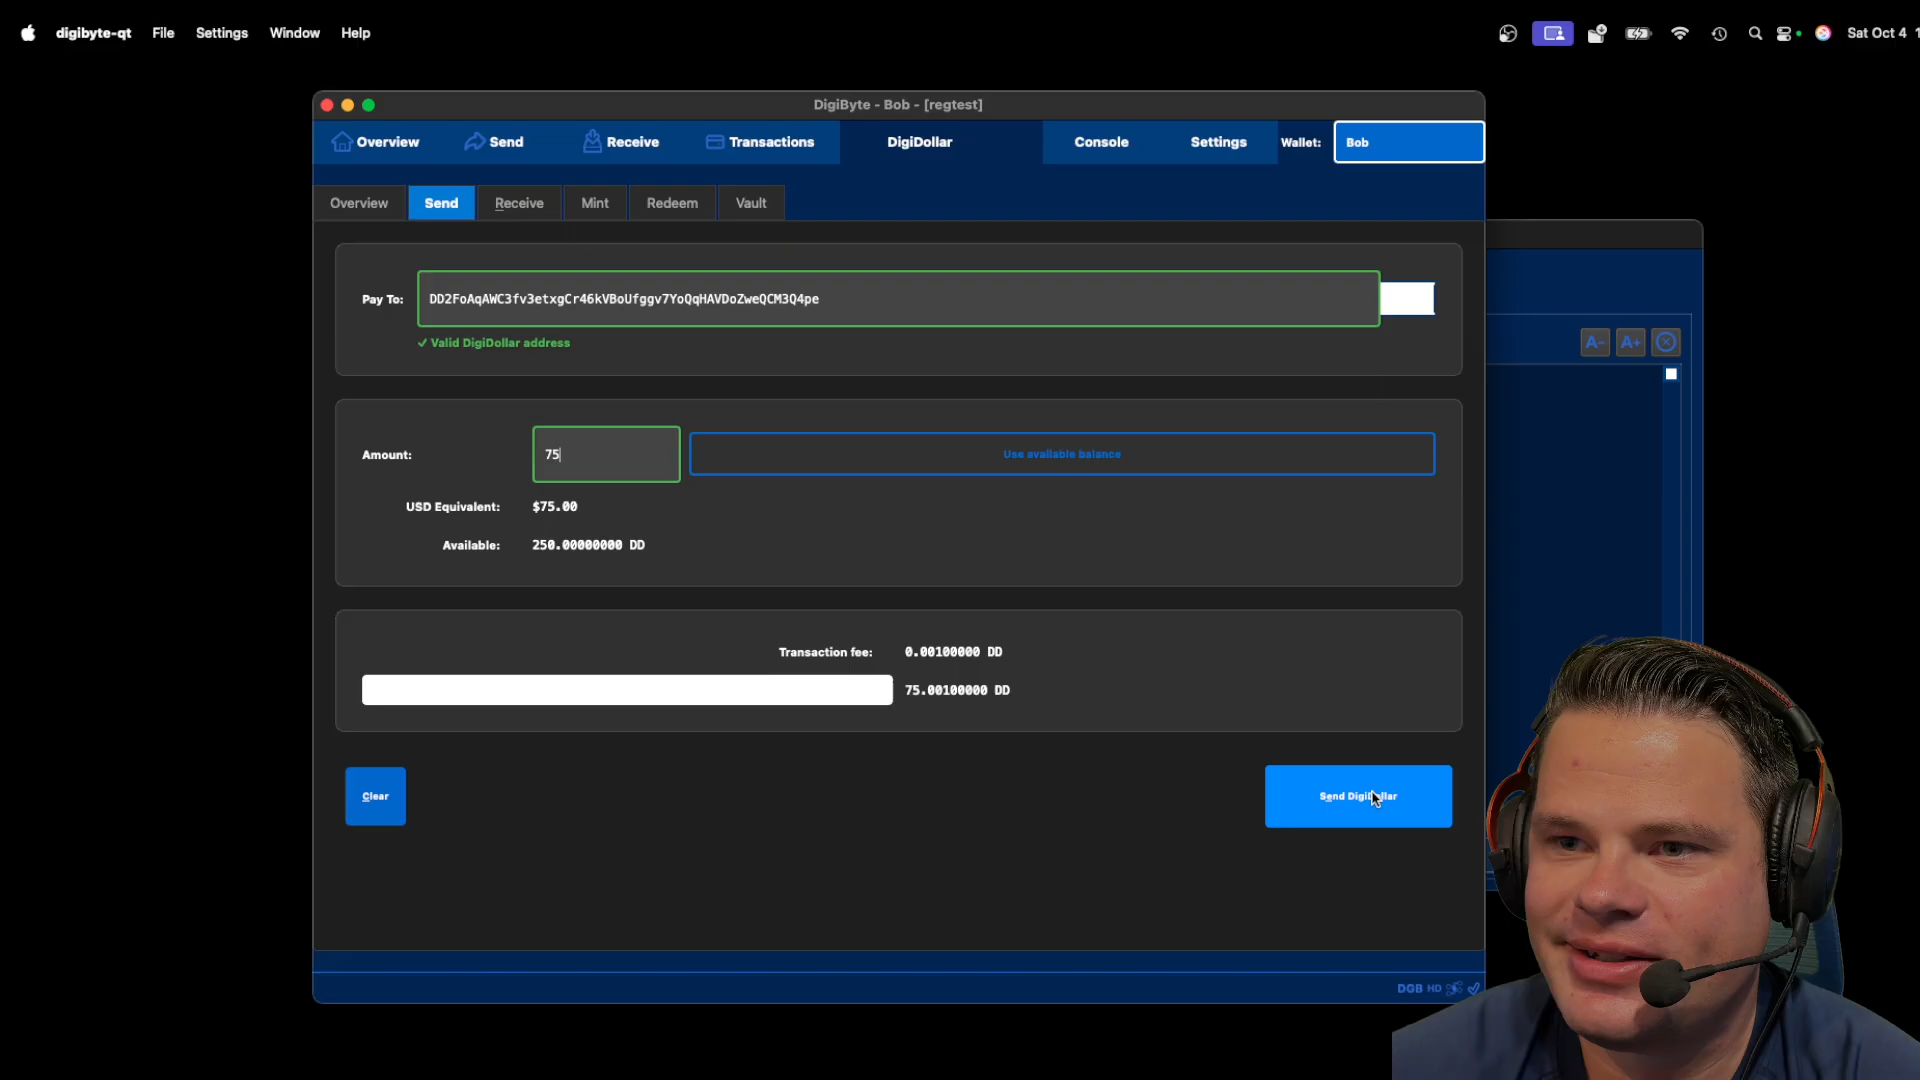 digibyte-qt File Settings Window Help
Sat Oct 4 1
DigiByte - Bob - [regtest]
Overview Send Receive Transactions DigiDollar Console Settings Wallet: Bob
Overview Send Receive Mint Redeem Vault
Pay To: DD2FoAqAWC3fv3etxgCr46kVBoUfggv7YoQqHAVDoZweQCM3Q4pe
✓ Valid DigiDollar address
A- A+
Amount: 75 Use available balance
USD Equivalent: $75.00
Available: 250.00000000 DD
Transaction fee: 0.00100000 DD
75.00100000 DD
Clear
Send DigiDollar
DGB HD